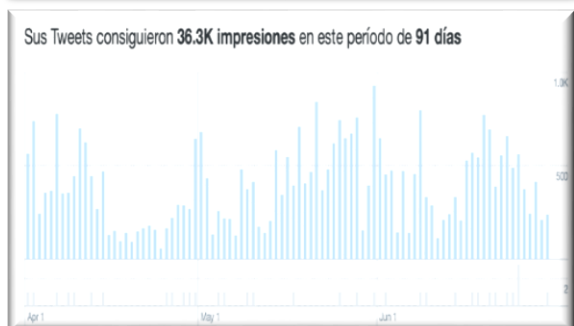 Sus Tweets consiguieron 36.3K impresiones en este período de 91 días
1.0K
500
2
Apr 1
May 1
Jun 1